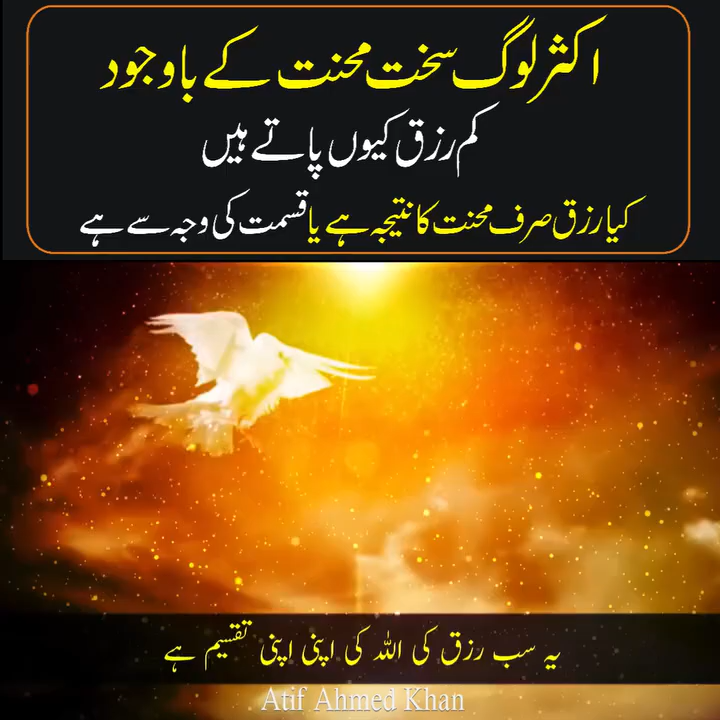 اکثر لوگ سخت محنت کے باوجود
کم رزق کیوں پاتے ہیں
کیا رزق صرف محنت کا نتیجہ ہے یا قسمت کی وجہ سے ہے
یہ سب رزق کی اللہ کی اپنی اپنی تقسیم ہے
Atif Ahmed Khan